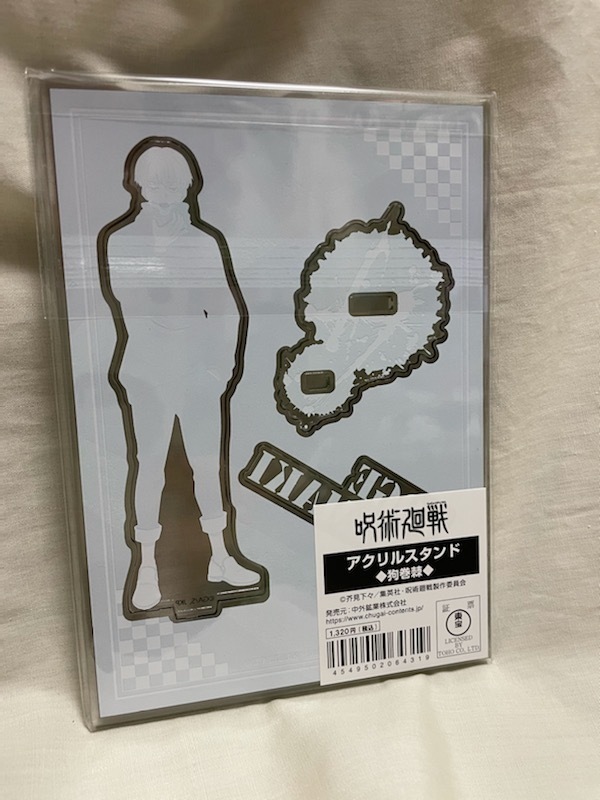 呪術廻戦
アクリルスタンド
◆狗巻棘◆
©芥見下々／集英社・呪術廻戦製作委員会
発売元：中外鉱業株式会社
https://www.chugai-contents.jp/
1,320円（税込）
4549502064319
証 票
東宝
LICENSED
BY
TOHO CO., LTD